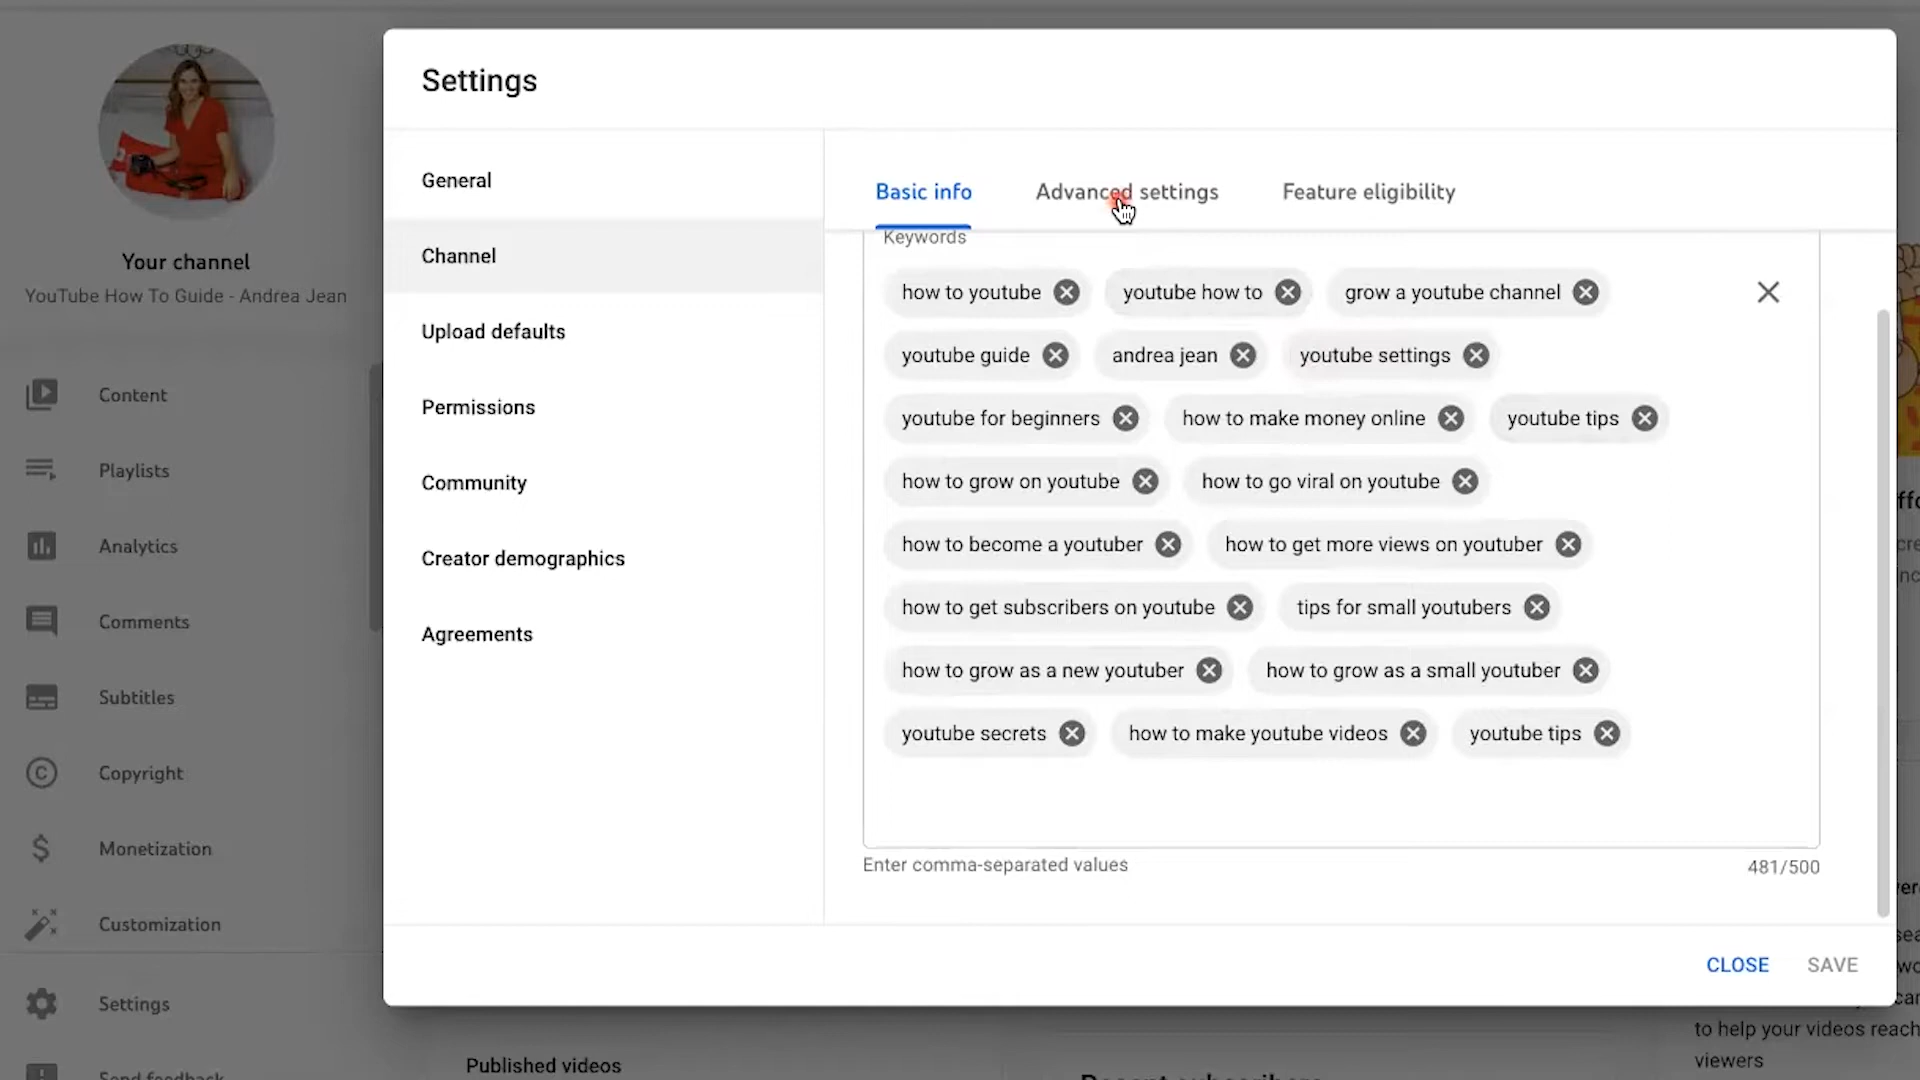 Settings
Your channel
YouTube How To Guide - Andrea Jean
Content
Playlists
Analytics
Comments
Subtitles
Copyright
Monetization
Customization
Settings
Send feedback
General
Channel
Upload defaults
Permissions
Community
Creator demographics
Agreements
Basic info Advanced settings Feature eligibility
Keywords
how to youtube youtube how to grow a youtube channel
youtube guide andrea jean youtube settings
youtube for beginners how to make money online youtube tips
how to grow on youtube how to go viral on youtube
how to become a youtuber how to get more views on youtuber
how to get subscribers on youtube tips for small youtubers
how to grow as a new youtuber how to grow as a small youtuber
youtube secrets how to make youtube videos youtube tips
Enter comma-separated values 481/500
CLOSE SAVE
Published videos
to help your videos reach
viewers